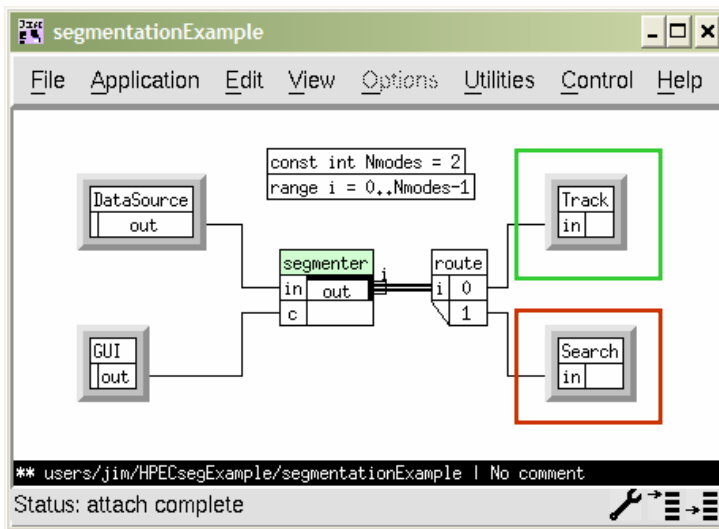 segmentationExample
File Application Edit View Options Utilities Control Help
const int Nmodes = 2
range i = 0..Nmodes-1
DataSource
out
Track
in
segmenter
in out
c
i
route
i 0
1
GUI
out
Search
in
** users/jim/HPECsegExample/segmentationExample | No comment
Status: attach complete